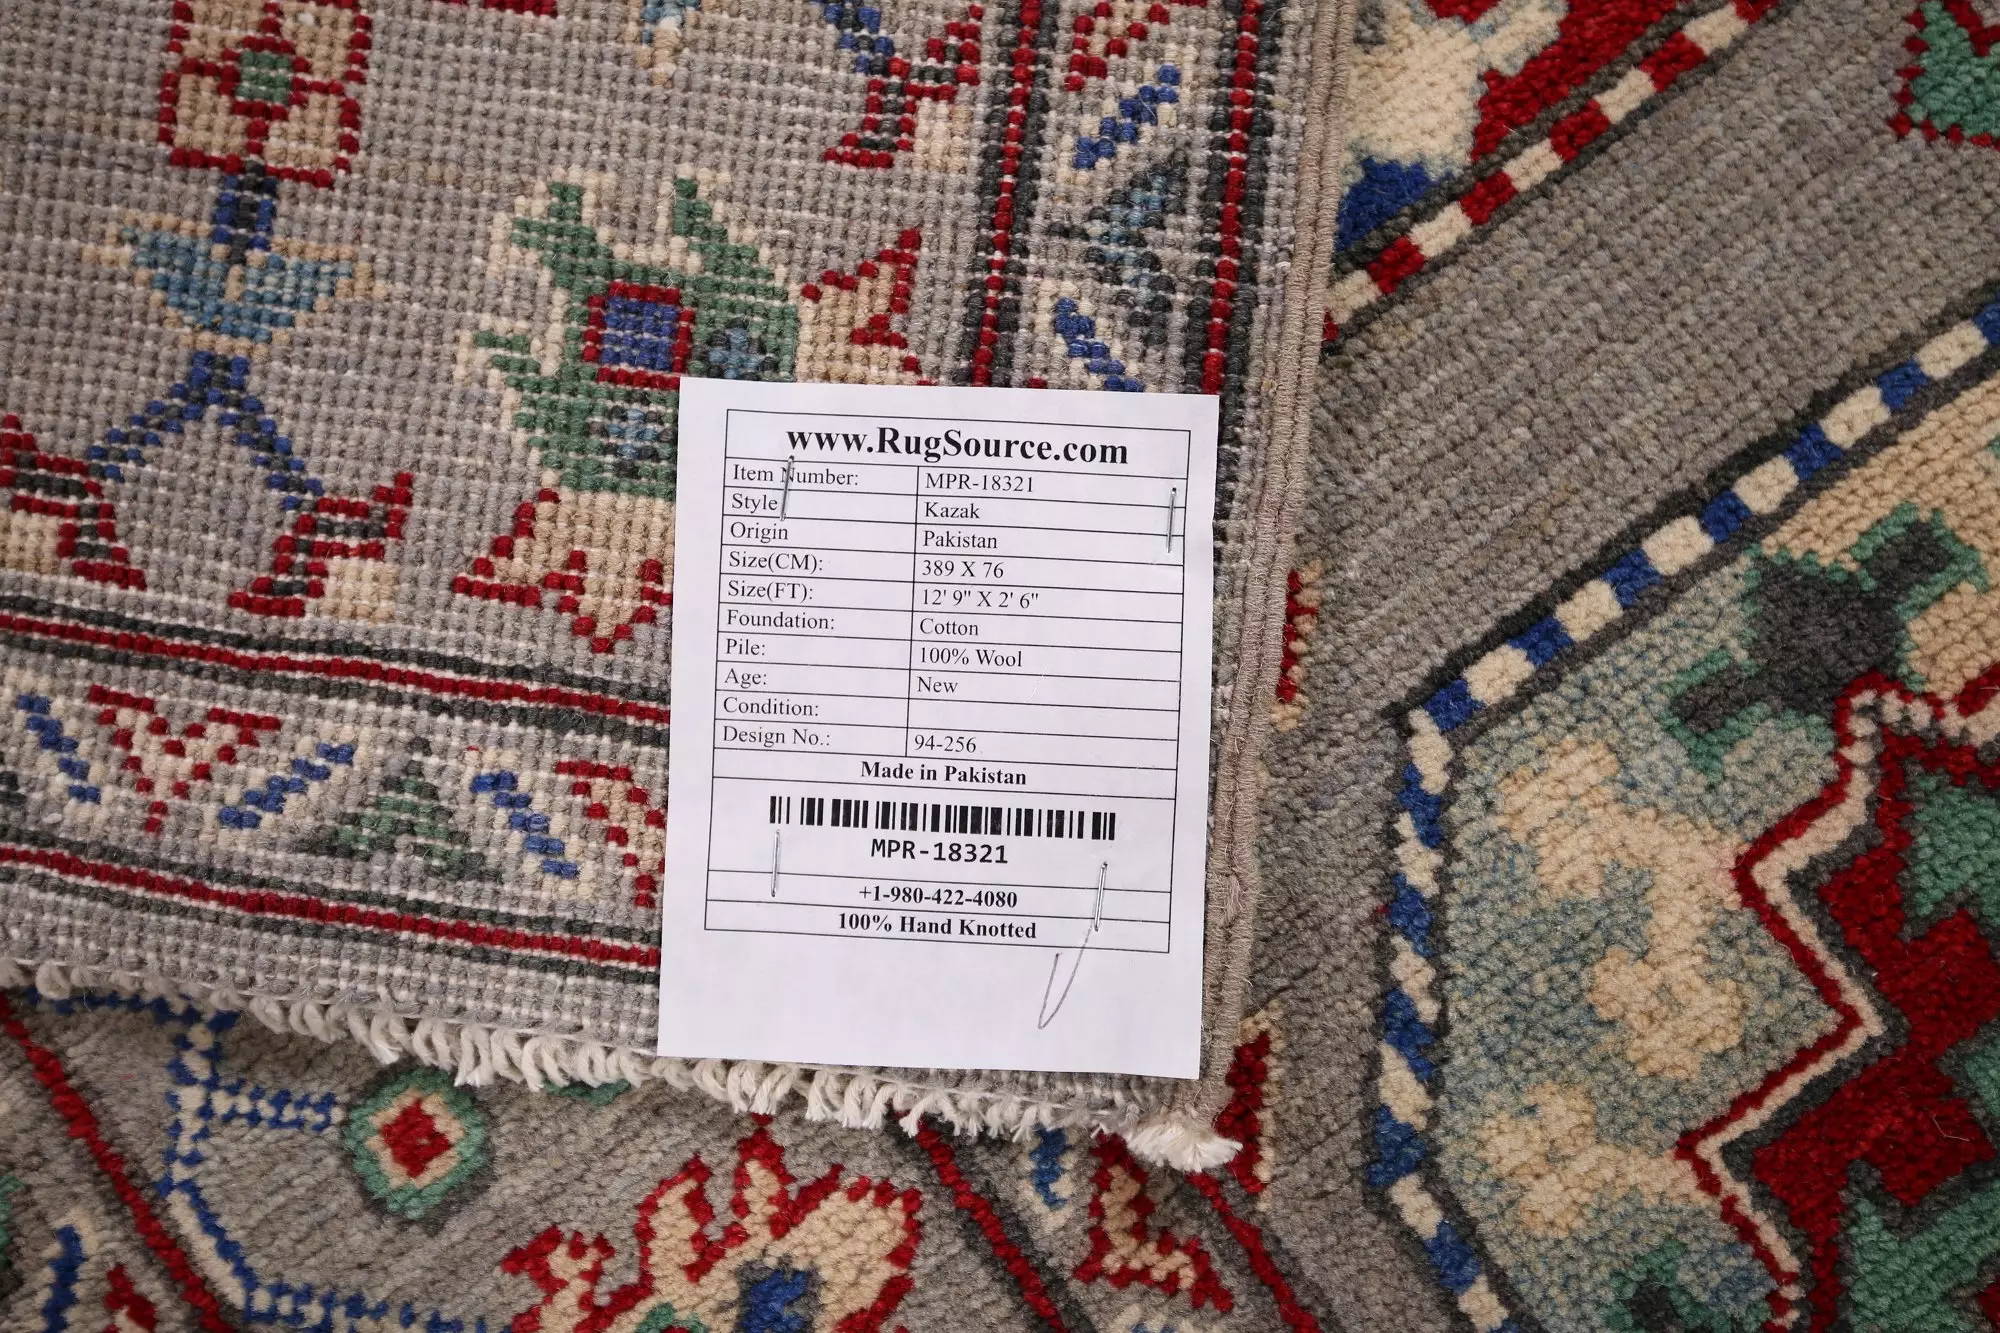 www.RugSource.com
Item Number: MPR-18321
Style Kazak
Origin Pakistan
Size(CM): 389 X 76
Size(FT): 12' 9" X 2' 6"
Foundation: Cotton
Pile: 100% Wool
Age: New
Condition:
Design No.: 94-256
Made in Pakistan
MPR-18321
+1-980-422-4080
100% Hand Knotted